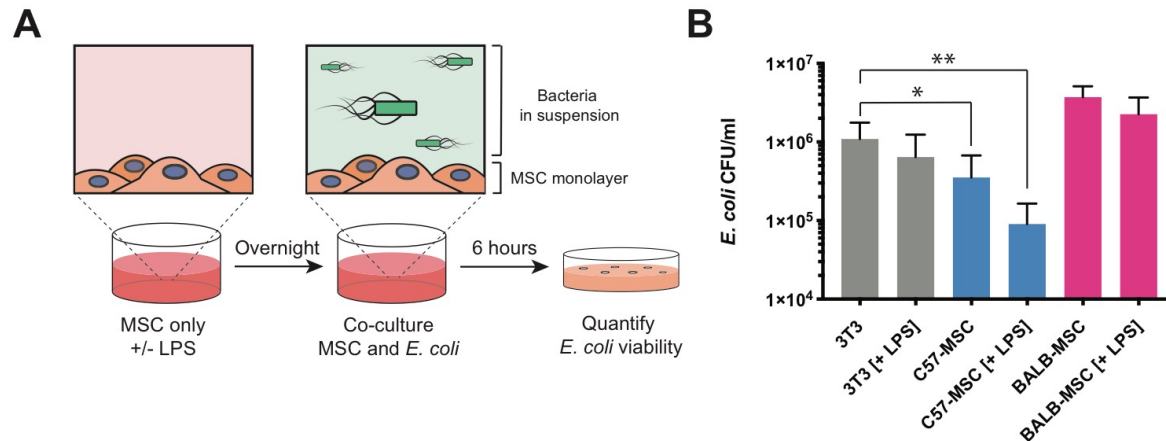 A
Bacteria
in suspension
MSC monolayer
Overnight
6 hours
MSC only
+/- LPS
Co-culture
MSC and E. coli
Quantify
E. coli viability
B
E. coli CFU/ml
1×10⁷
1×10⁶
1×10⁵
1×10⁴
**
*
3T3
3T3 [+ LPS]
C57-MSC
C57-MSC [+ LPS]
BALB-MSC
BALB-MSC [+ LPS]